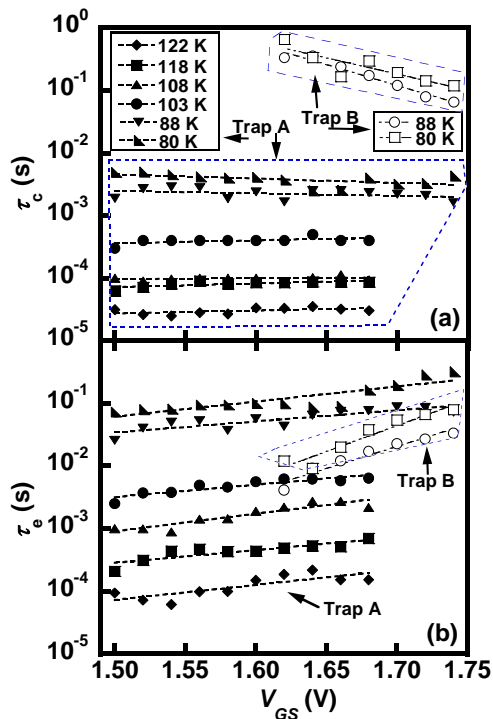 10⁰
10⁻¹
10⁻²
10⁻³
10⁻⁴
10⁻⁵
τc (s)
122 K
118 K
108 K
103 K
88 K
80 K
Trap A
Trap B
88 K
80 K
(a)
10⁻¹
10⁻²
10⁻³
10⁻⁴
10⁻⁵
τe (s)
Trap B
Trap A
(b)
1.50 1.55 1.60 1.65 1.70 1.75
VGS (V)